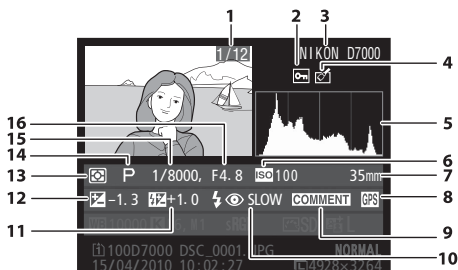 1 2 3
1/12 NIKON D7000
4
5
16
15
14 6
P 1/8000, F4. 8 ISO 100 35mm 7
13
12 -1. 3 +1. 0 SLOW COMMENT GPS 8
11 9
100D7000 DSC_0001. JPG NORMAL
10
15/04/2010 10:02:27 4928×3264